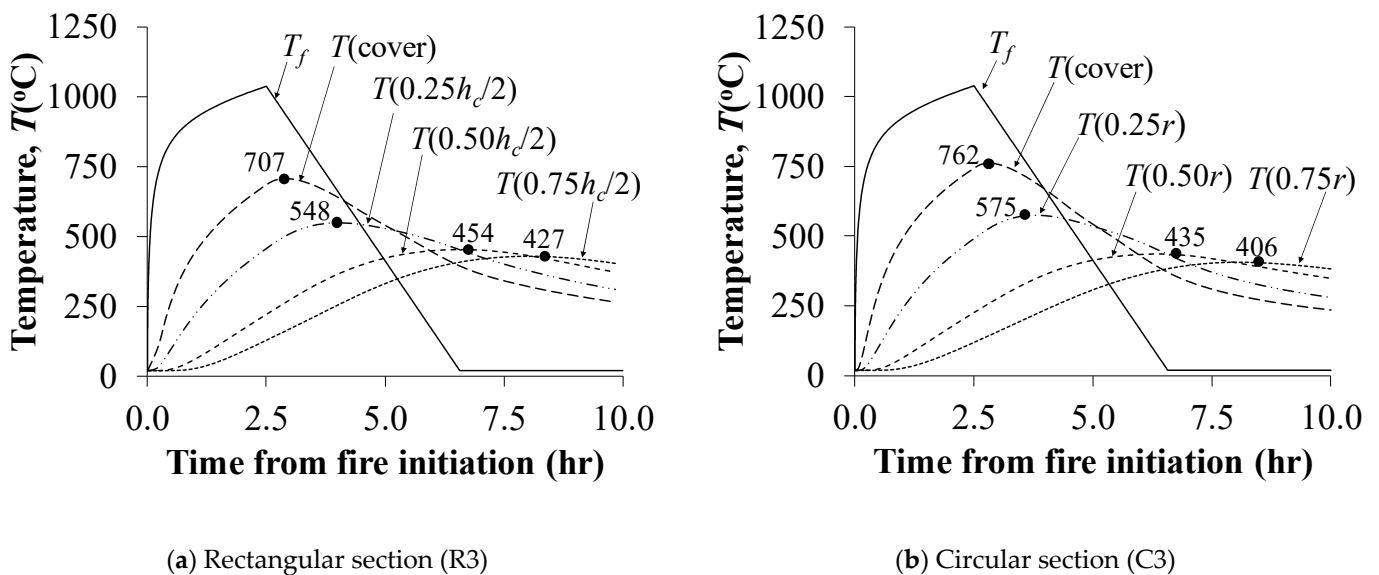 1250
1000
750
500
250
0
Temperature, T(°C)
T_f
T(cover)
T(0.25h_c/2)
T(0.50h_c/2)
T(0.75h_c/2)
707
548
454
427
0.0 2.5 5.0 7.5 10.0
Time from fire initiation (hr)
(a) Rectangular section (R3)
1250
1000
750
500
250
0
Temperature, T(°C)
T_f
T(cover)
T(0.25r)
T(0.50r)
T(0.75r)
762
575
435
406
0.0 2.5 5.0 7.5 10.0
Time from fire initiation (hr)
(b) Circular section (C3)